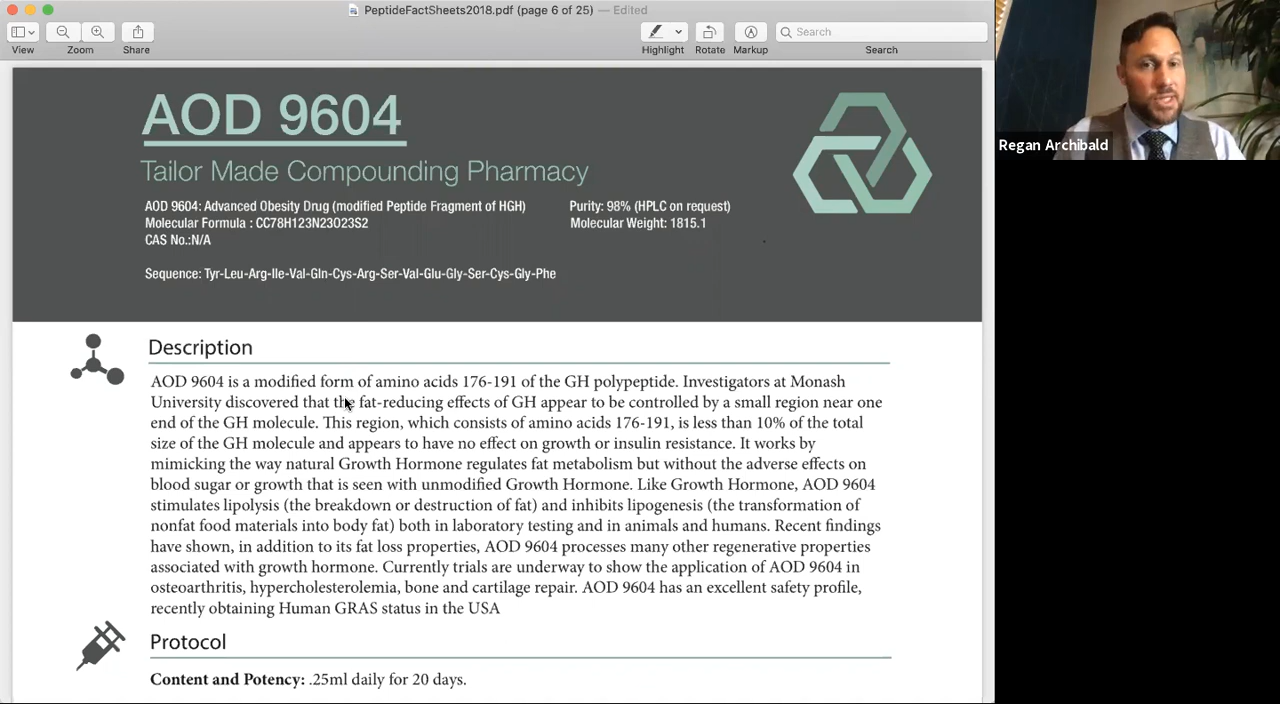 PeptideFactSheets2018.pdf (page 6 of 25) — Edited
View
Zoom
Share
Highlight
Rotate
Markup
Search
Search
AOD 9604
Tailor Made Compounding Pharmacy
AOD 9604: Advanced Obesity Drug (modified Peptide Fragment of HGH)
Purity: 98% (HPLC on request)
Molecular Formula : CC78H123N23O23S2
Molecular Weight: 1815.1
CAS No.:N/A
Sequence: Tyr-Leu-Arg-Ile-Val-Gln-Cys-Arg-Ser-Val-Glu-Gly-Ser-Cys-Gly-Phe
Regan Archibald
Description
AOD 9604 is a modified form of amino acids 176-191 of the GH polypeptide. Investigators at Monash
University discovered that the fat-reducing effects of GH appear to be controlled by a small region near one
end of the GH molecule. This region, which consists of amino acids 176-191, is less than 10% of the total
size of the GH molecule and appears to have no effect on growth or insulin resistance. It works by
mimicking the way natural Growth Hormone regulates fat metabolism but without the adverse effects on
blood sugar or growth that is seen with unmodified Growth Hormone. Like Growth Hormone, AOD 9604
stimulates lipolysis (the breakdown or destruction of fat) and inhibits lipogenesis (the transformation of
nonfat food materials into body fat) both in laboratory testing and in animals and humans. Recent findings
have shown, in addition to its fat loss properties, AOD 9604 processes many other regenerative properties
associated with growth hormone. Currently trials are underway to show the application of AOD 9604 in
osteoarthritis, hypercholesterolemia, bone and cartilage repair. AOD 9604 has an excellent safety profile,
recently obtaining Human GRAS status in the USA
Protocol
Content and Potency: .25ml daily for 20 days.